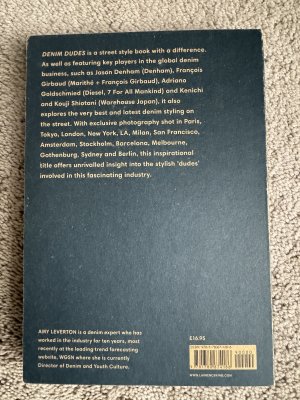 DENIM DUDES is a street style book with a difference.
As well as featuring key players in the global denim
business, such as Jason Denham (Denham), François
Girbaud (Marithé + François Girbaud), Adriano
Goldschmied (Diesel, 7 For All Mankind) and Kenichi
and Kouji Shiotani (Warehouse Japan), it also
explores the very best and latest denim styling on
the street. With exclusive photography shot in Paris,
Tokyo, London, New York, LA, Milan, San Francisco,
Amsterdam, Stockholm, Barcelona, Melbourne,
Gothenburg, Sydney and Berlin, this inspirational
title offers unrivalled insight into the stylish 'dudes'
involved in this fascinating industry.
AMY LEVERTON is a denim expert who has
worked in the industry for ten years, most
recently at the leading trend forecasting
website, WGSN where she is currently
Director of Denim and Youth Culture.
£16.95
WWW.LAURENCEKING.COM